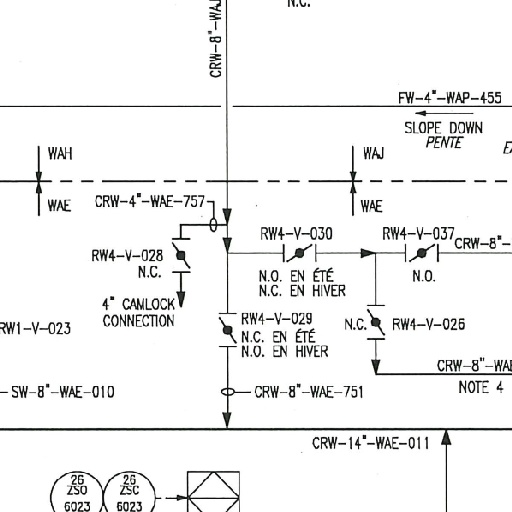 N.C.
CRW-8"-WAJ
FW-4"-WAP-455
SLOPE DOWN
PENTE
WAH
WAJ
WAE
WAE
CRW-4"-WAE-757
RW4-V-030
RW4-V-037
CRW-8"-
RW4-V-028
N.C.
N.O. EN ÉTÉ
N.C. EN HIVER
N.O.
4" CAMLOCK
CONNECTION
RW4-V-029
N.C. EN ÉTÉ
N.O. EN HIVER
N.C.
RW4-V-026
RW1-V-023
CRW-8"-WAE
NOTE 4
SW-8"-WAE-010
CRW-8"-WAE-751
CRW-14"-WAE-011
26
ZSO
6023
26
ZSC
6023